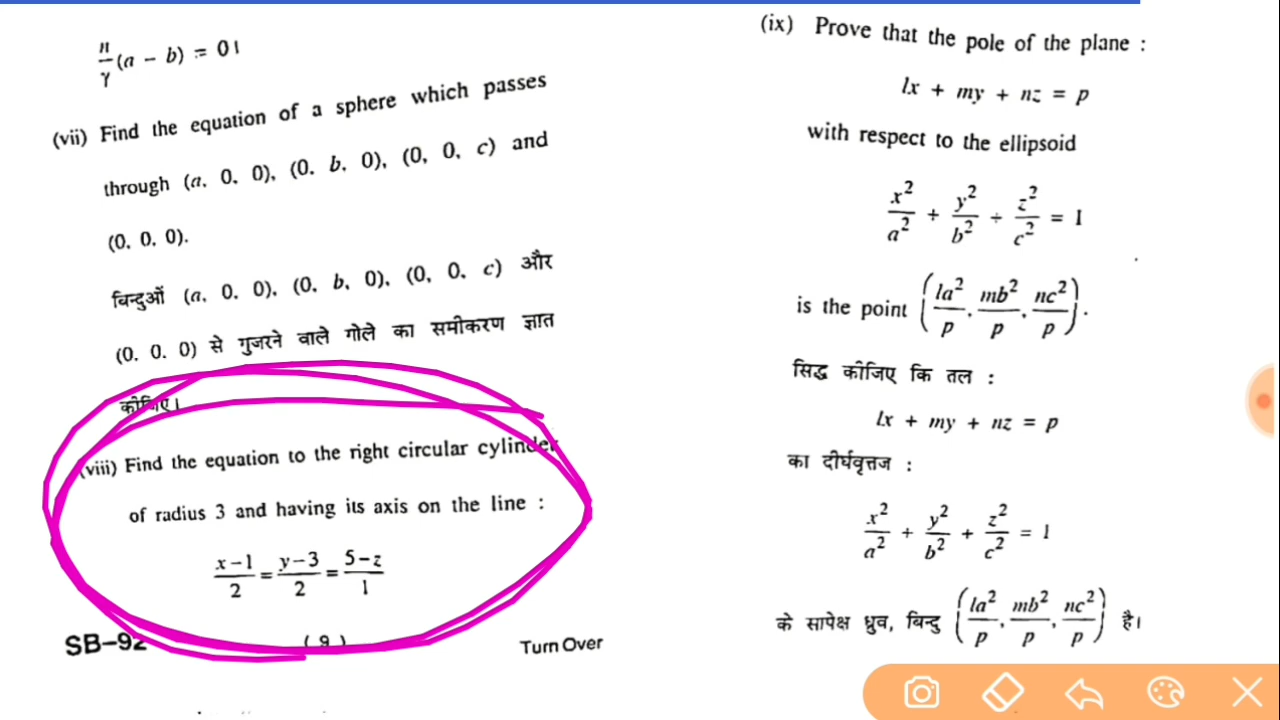 n/γ (a − b) = 0।
(vii) Find the equation of a sphere which passes
through (a, 0, 0), (0, b, 0), (0, 0, c) and
(0, 0, 0).
बिन्दुओं (a, 0, 0), (0, b, 0), (0, 0, c) और
(0, 0, 0) से गुजरने वाले गोले का समीकरण ज्ञात
कीजिए।
(viii) Find the equation to the right circular cylinder
of radius 3 and having its axis on the line :
x−1/2 = y−3/2 = 5−z/1
SB–92
( 9 )
Turn Over
(ix) Prove that the pole of the plane :
lx + my + nz = p
with respect to the ellipsoid
x²/a² + y²/b² + z²/c² = 1
is the point (la²/p, mb²/p, nc²/p).
सिद्ध कीजिए कि तल :
lx + my + nz = p
का दीर्घवृत्तज :
x²/a² + y²/b² + z²/c² = 1
के सापेक्ष ध्रुव, बिन्दु (la²/p, mb²/p, nc²/p) है।